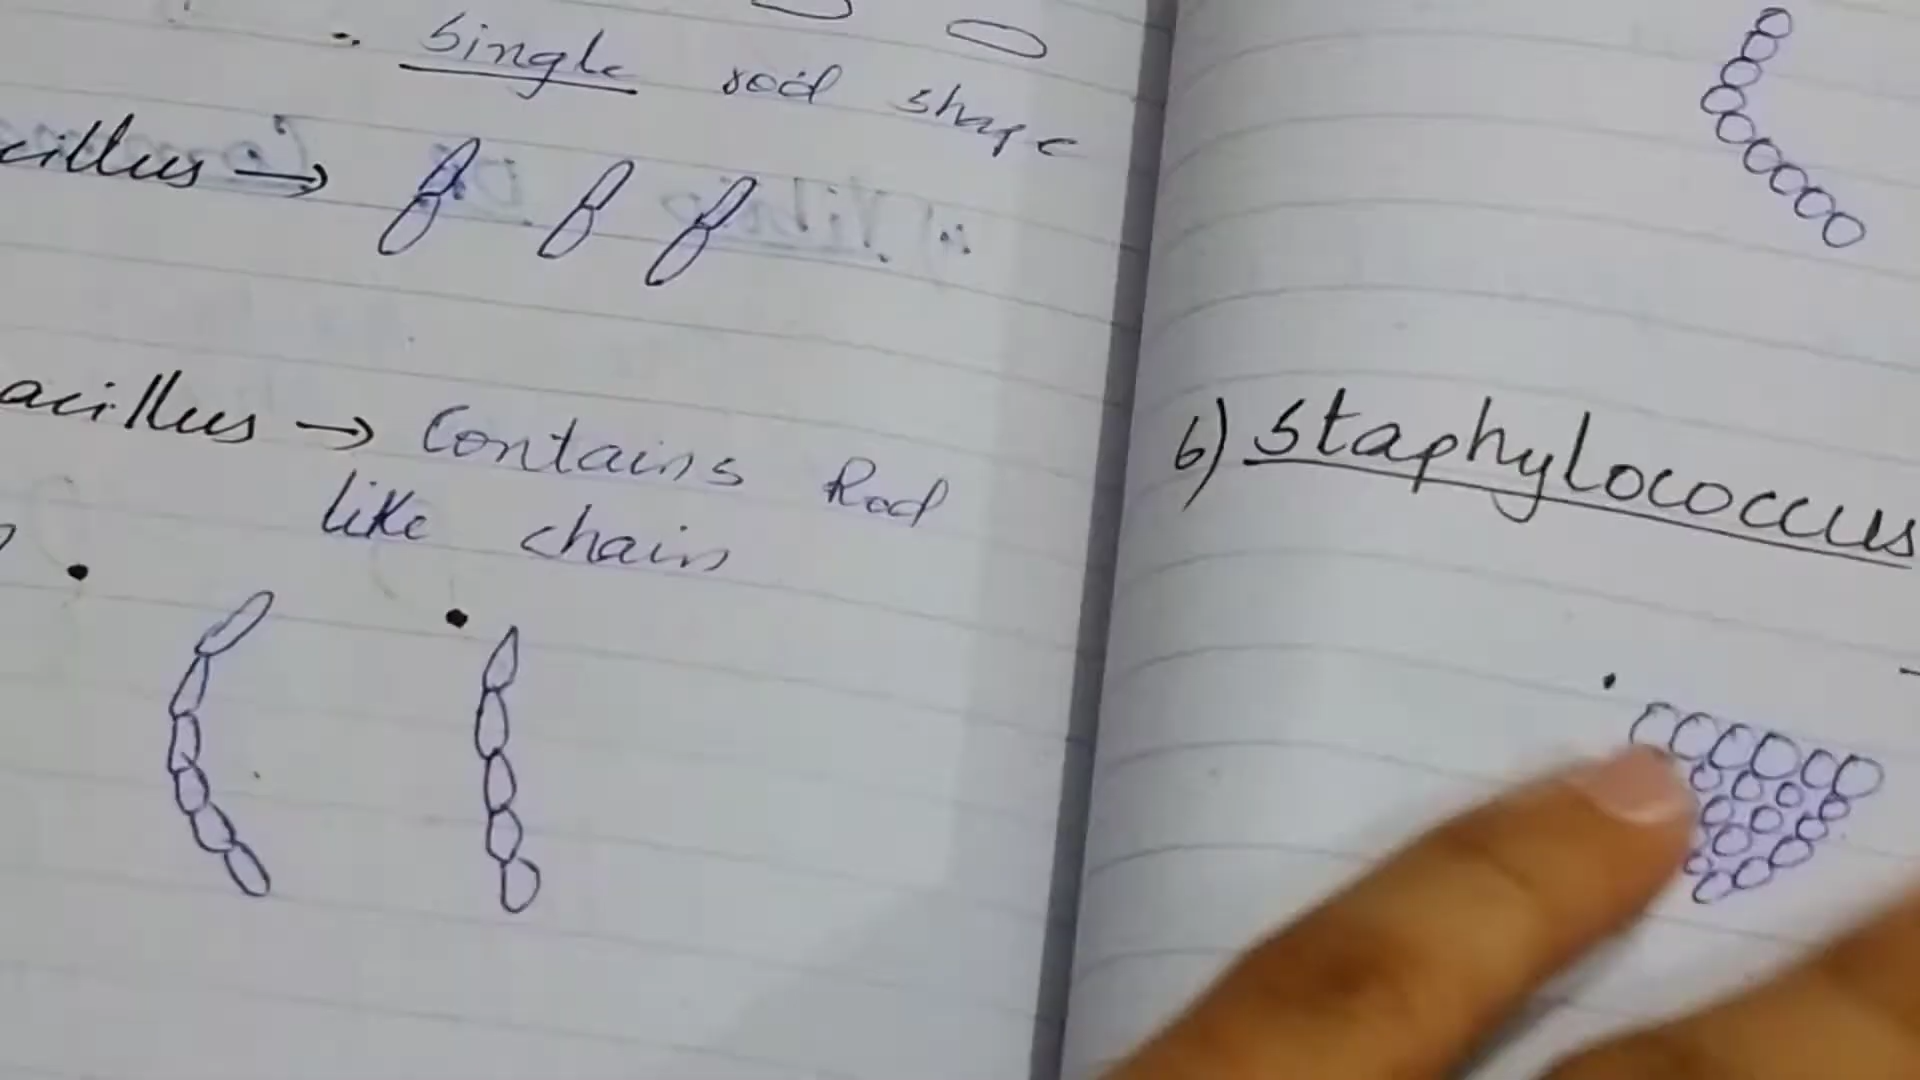 Single rod shape
cillus →
acillus → Contains Rod
like chain
6) Staphylococcus